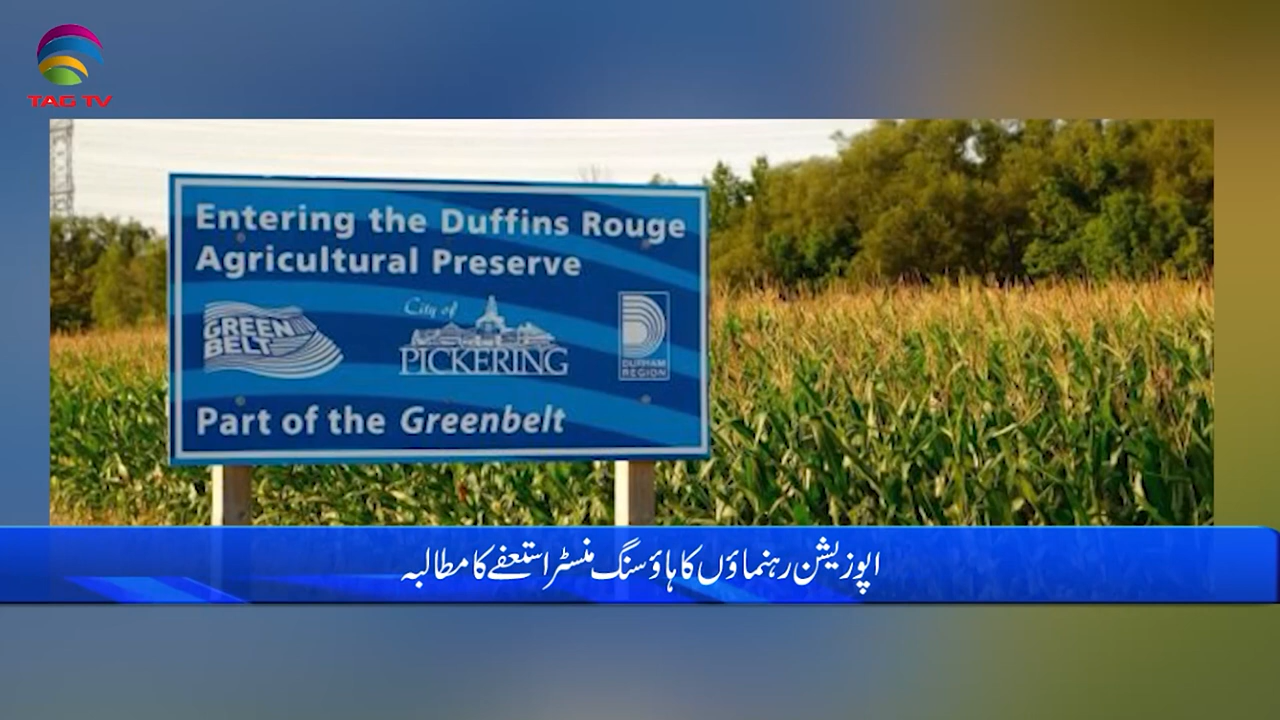 TAG TV
Entering the Duffins Rouge
Agricultural Preserve
GREEN
BELT
City of
PICKERING
DURHAM
REGION
Part of the Greenbelt
اپوزیشن رہنماؤں کا ہاؤسنگ منسٹر استعفے کا مطالبہ